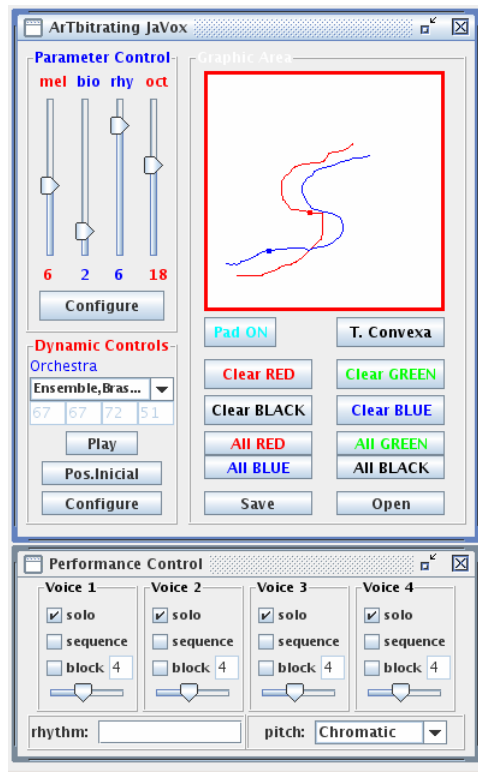 ArTbitrating JaVox
Parameter Control
mel bio rhy oct
6 2 6 18
Configure
Dynamic Controls
Orchestra
Ensemble,Bras...
67 67 72 51
Play
Pos.Inicial
Configure
Graphic Area
Pad ON T. Convexa
Clear RED Clear GREEN
Clear BLACK Clear BLUE
All RED All GREEN
All BLUE All BLACK
Save Open
Performance Control
Voice 1 Voice 2 Voice 3 Voice 4
solo solo solo solo
sequence sequence sequence sequence
block 4 block 4 block 4 block 4
rhythm: pitch: Chromatic